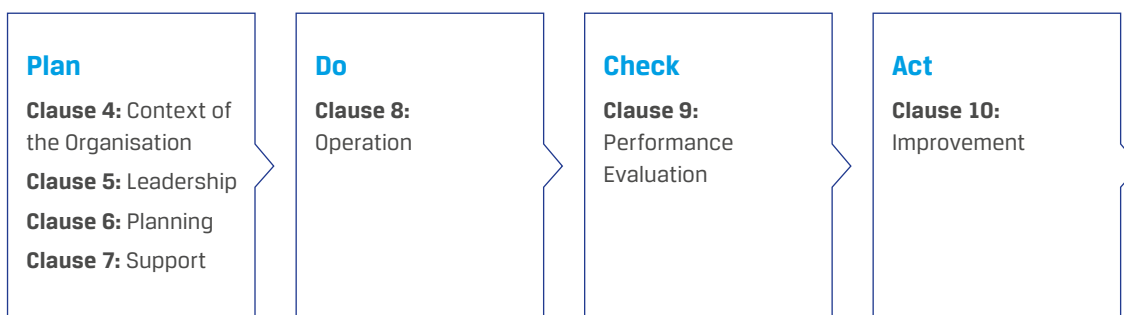 Plan
Clause 4: Context of
the Organisation
Clause 5: Leadership
Clause 6: Planning
Clause 7: Support
Do
Clause 8:
Operation
Check
Clause 9:
Performance
Evaluation
Act
Clause 10:
Improvement